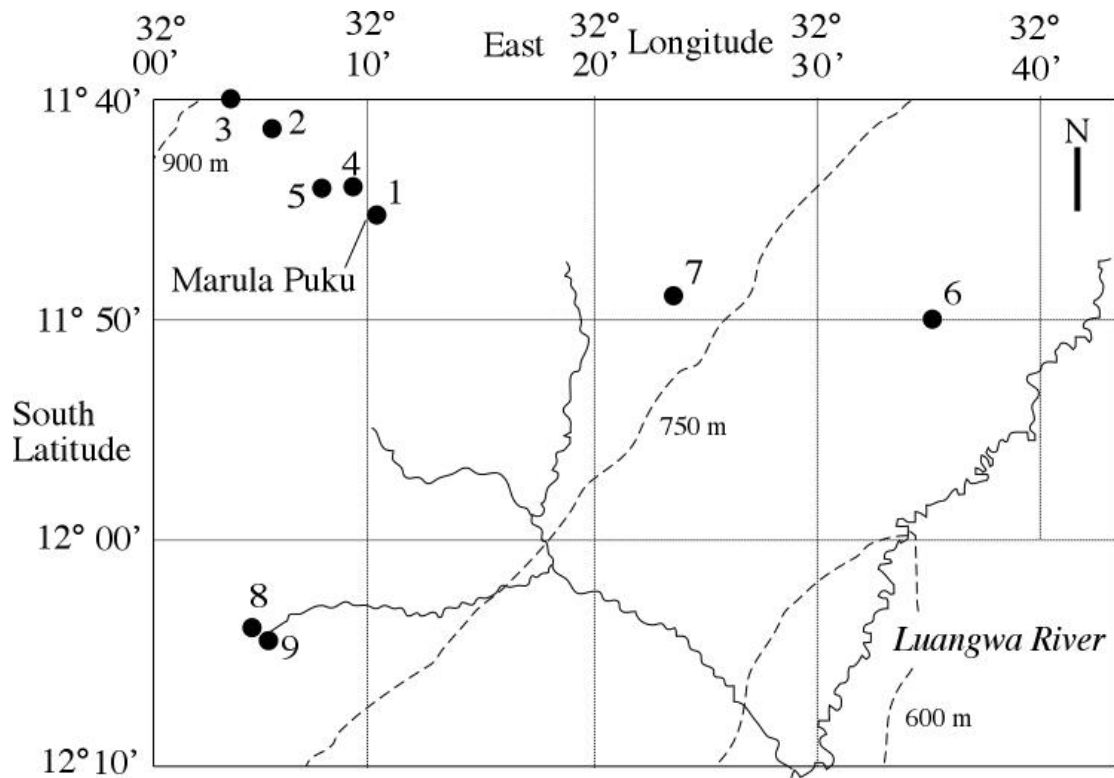 32° 32° East 32° Longitude 32° 32°
00’ 10’ 20’ 30’ 40’
11° 40’
3 2
N
900 m
4
5 1
Marula Puku
7 6
11° 50’
South
Latitude
750 m
12° 00’
8
9
Luangwa River
600 m
12° 10’